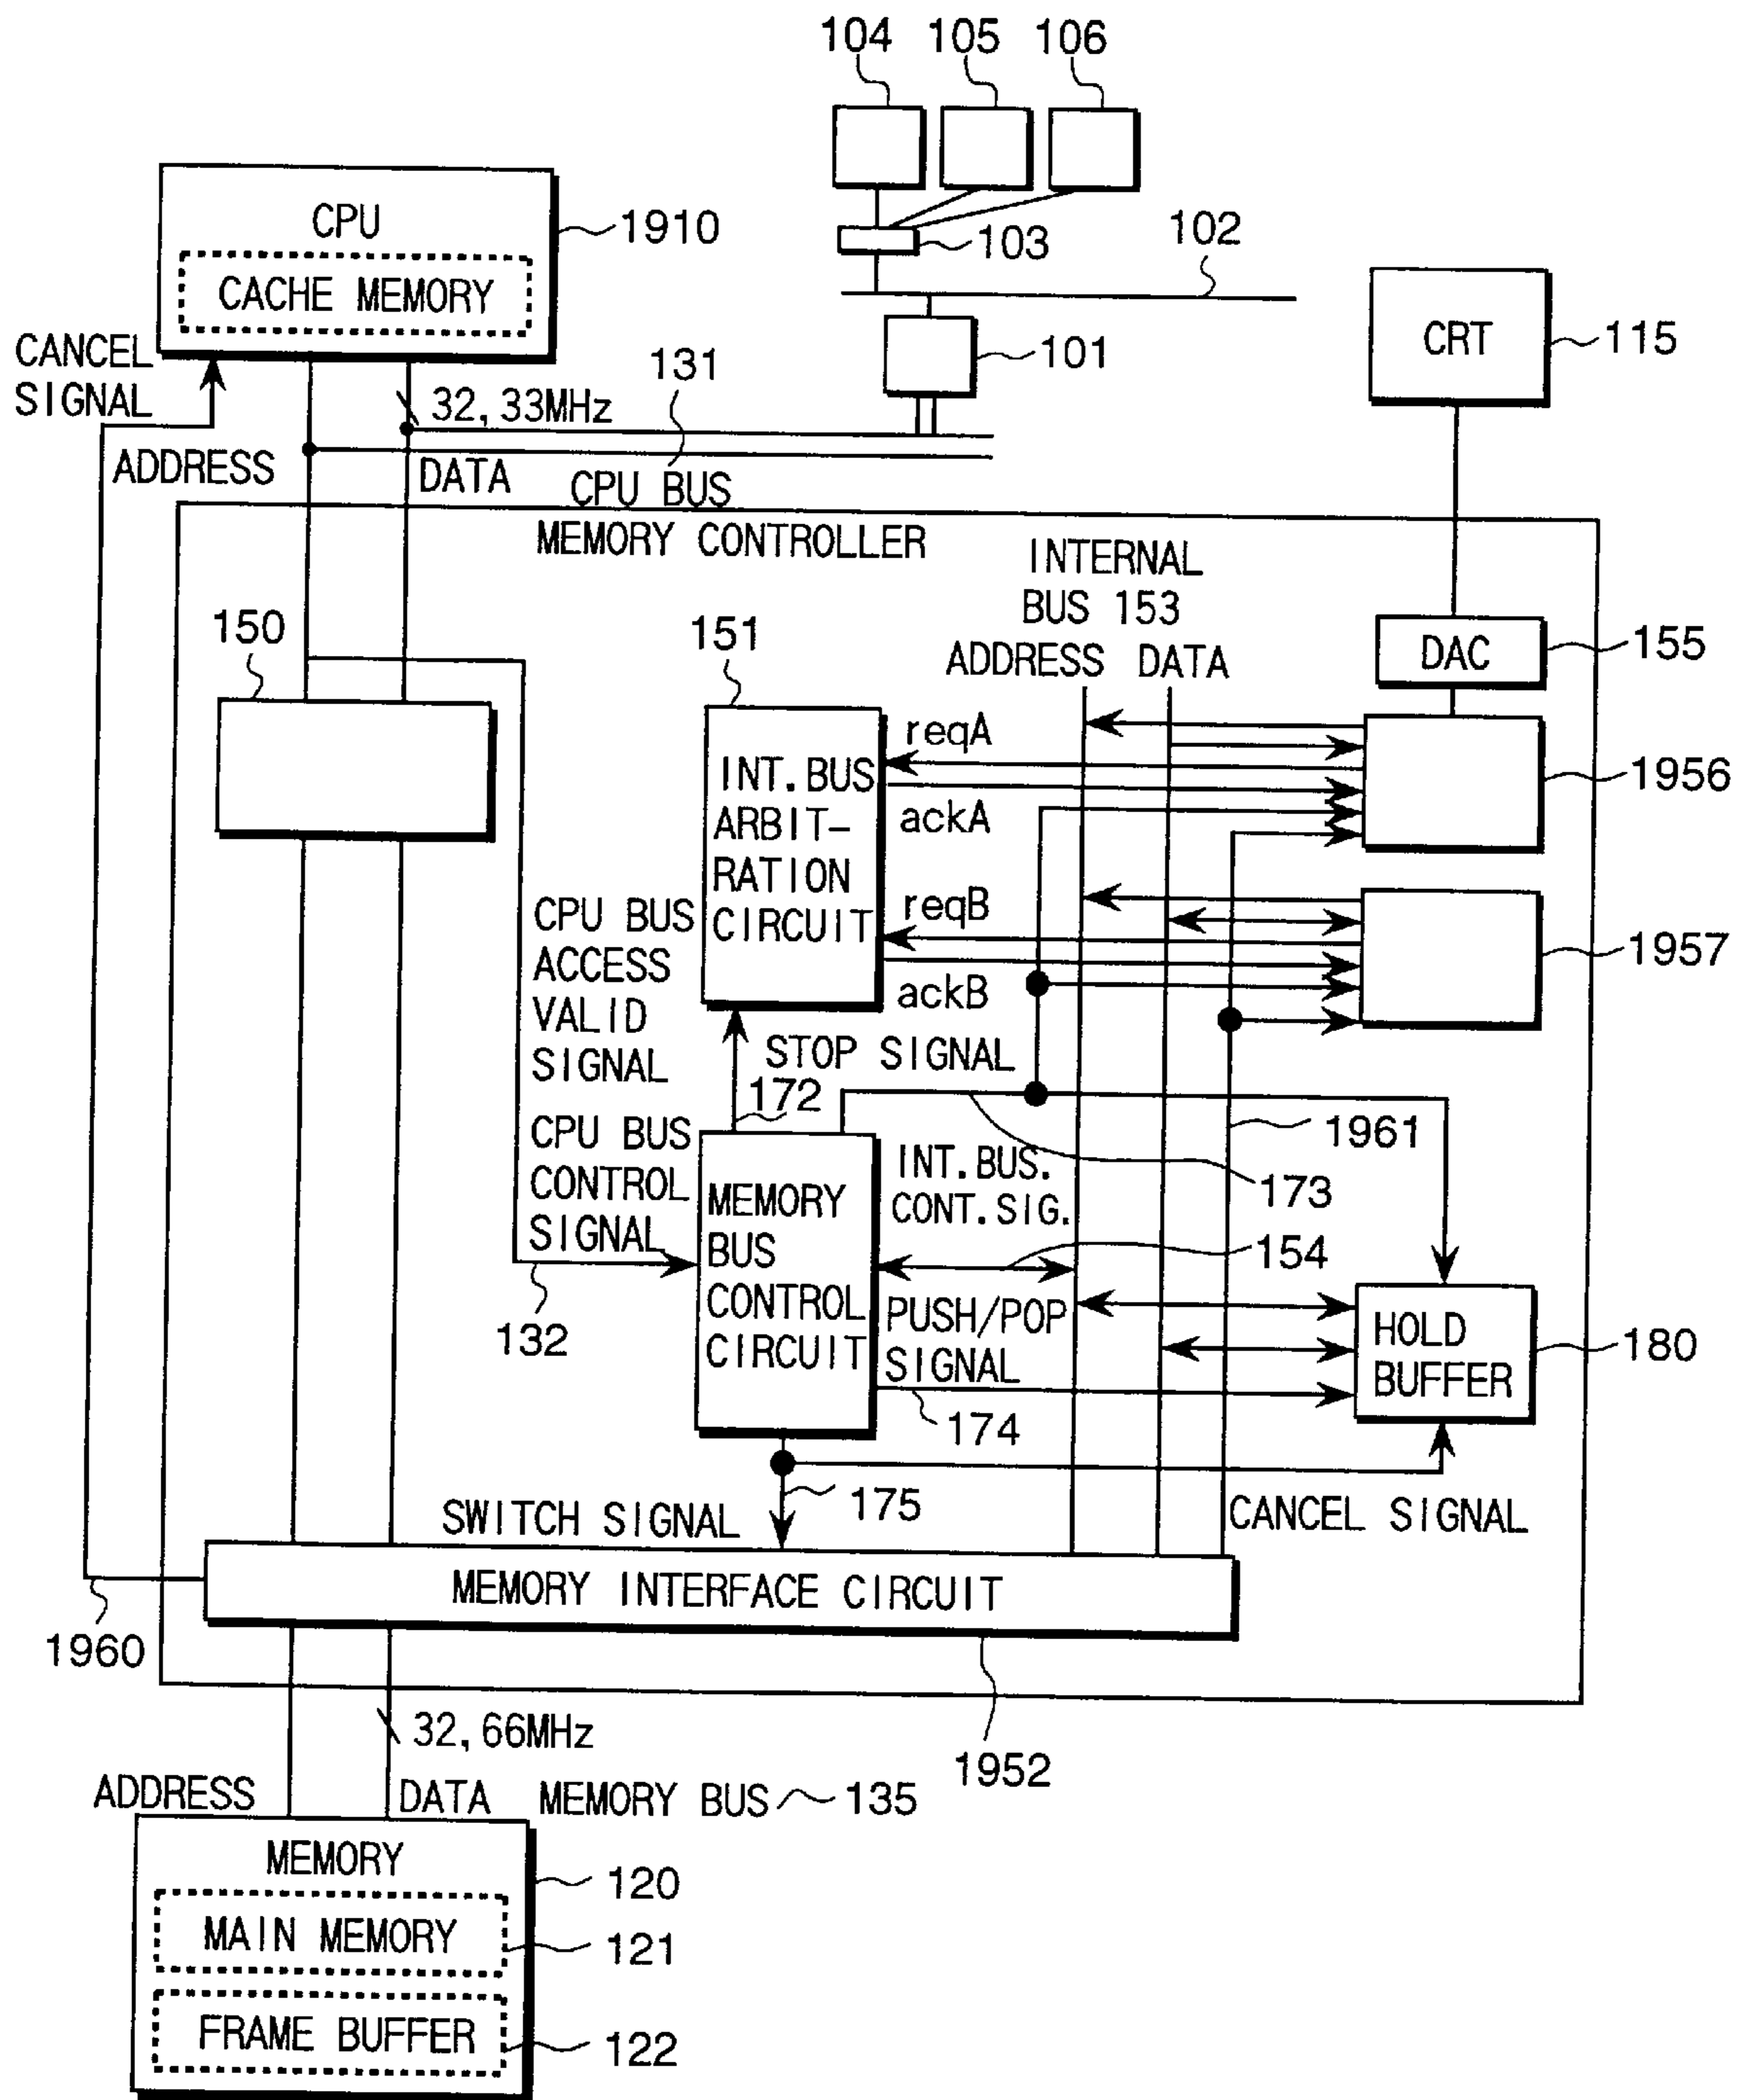 104 105 106
CPU
1910
CACHE MEMORY
103
102
CRT
115
101
CANCEL
SIGNAL
131
32, 33MHz
ADDRESS
DATA
CPU BUS
MEMORY CONTROLLER
INTERNAL
BUS 153
ADDRESS DATA
150
151
DAC
155
INT. BUS
ARBIT-
RATION
CIRCUIT
reqA
ackA
1956
reqB
ackB
1957
CPU BUS
ACCESS
VALID
SIGNAL
STOP SIGNAL
172
CPU BUS
CONTROL
SIGNAL
132
MEMORY
BUS
CONTROL
CIRCUIT
INT. BUS.
CONT. SIG.
1961
173
154
PUSH/POP
SIGNAL
174
HOLD
BUFFER
180
175
SWITCH SIGNAL
CANCEL SIGNAL
MEMORY INTERFACE CIRCUIT
1960
1952
32, 66MHz
ADDRESS
DATA
MEMORY BUS
135
MEMORY
120
MAIN MEMORY
121
FRAME BUFFER
122